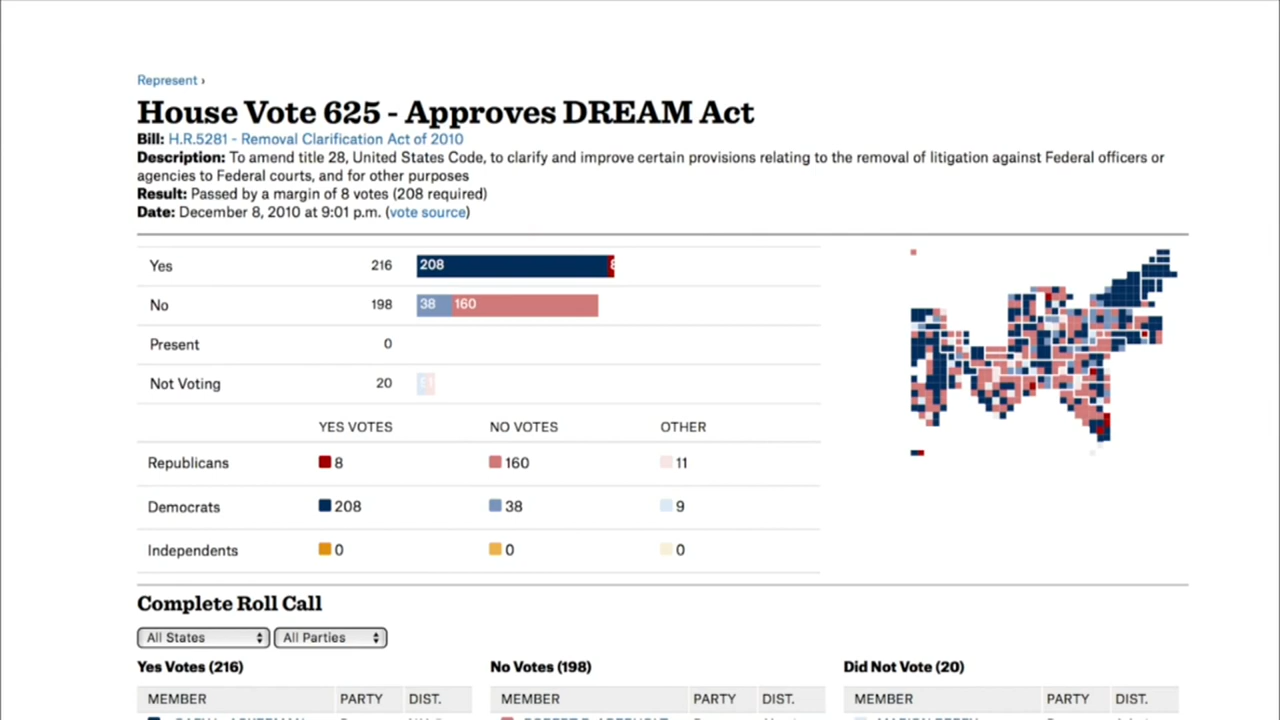 Represent ›
House Vote 625 - Approves DREAM Act
Bill: H.R.5281 - Removal Clarification Act of 2010
Description: To amend title 28, United States Code, to clarify and improve certain provisions relating to the removal of litigation against Federal officers or
agencies to Federal courts, and for other purposes
Result: Passed by a margin of 8 votes (208 required)
Date: December 8, 2010 at 9:01 p.m. (vote source)
Yes 216 208 8
No 198 38 160
Present 0
Not Voting 20
YES VOTES NO VOTES OTHER
Republicans 8 160 11
Democrats 208 38 9
Independents 0 0 0
Complete Roll Call
All States All Parties
Yes Votes (216) No Votes (198) Did Not Vote (20)
MEMBER PARTY DIST. MEMBER PARTY DIST. MEMBER PARTY DIST.